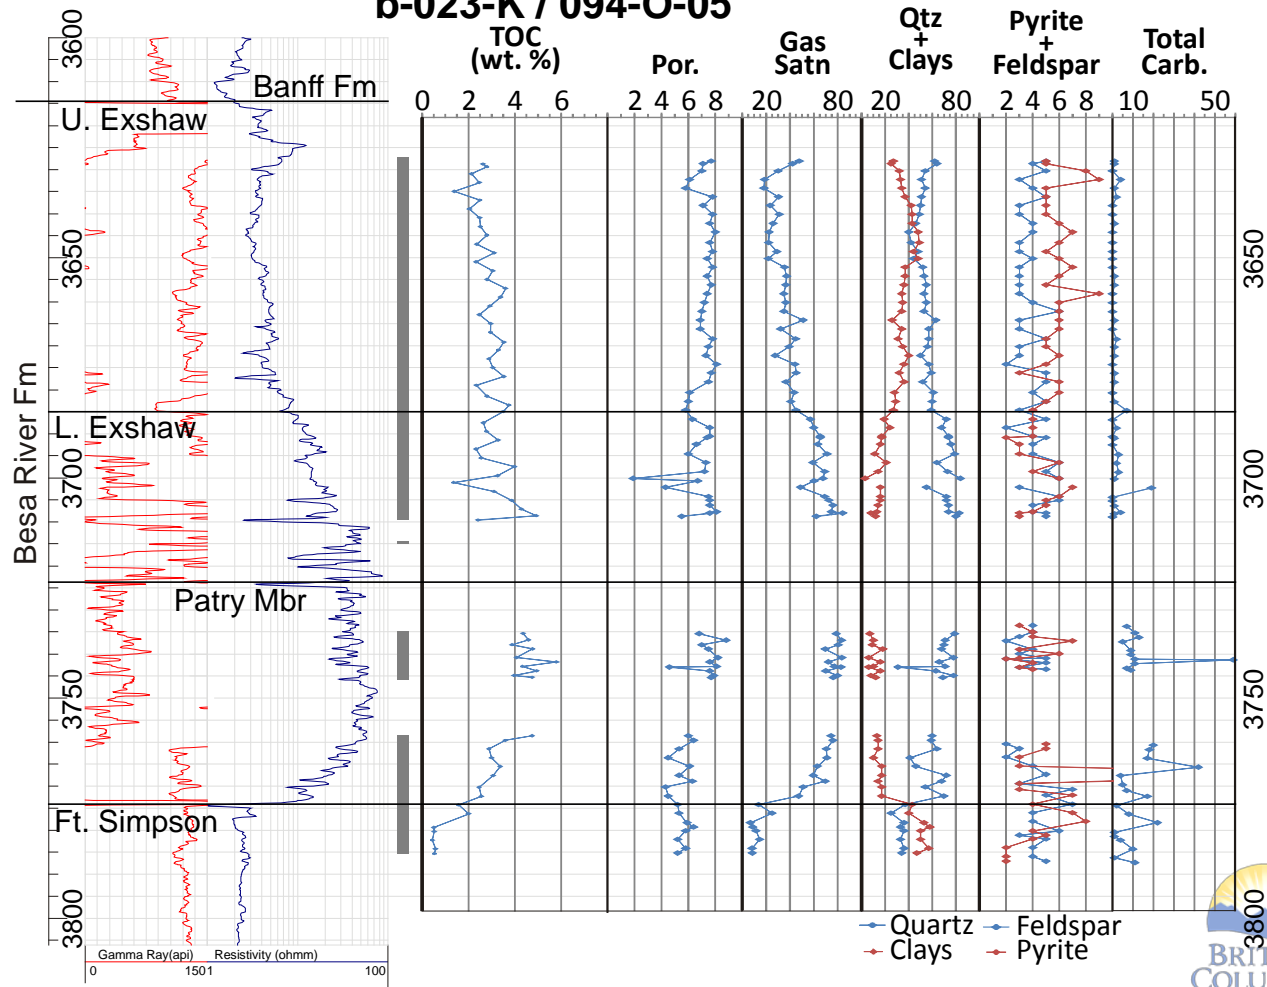 b-023-K / 094-O-05
TOC
(wt. %)
Por.
Gas
Satn
Qtz
+
Clays
Pyrite
+
Feldspar
Total
Carb.
0 2 4 6
2 4 6 8
20 80
20 80
2 4 6 8
10 50
3600
3650
3700
3750
3800
Besa River Fm
Banff Fm
U. Exshaw
L. Exshaw
Patry Mbr
Ft. Simpson
3650
3700
3750
3800
Gamma Ray(api) Resistivity (ohmm)
0 1501 100
Quartz Feldspar
Clays Pyrite